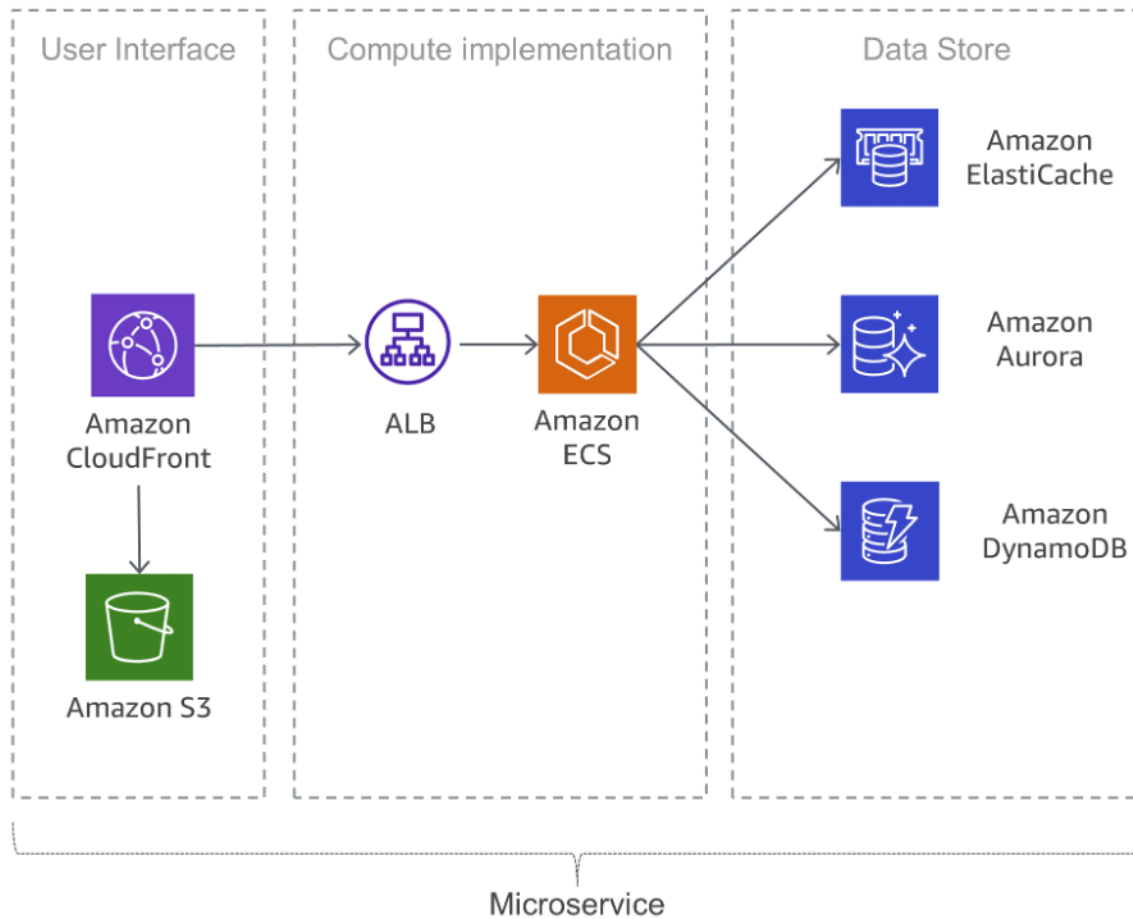 User Interface
Compute implementation
Data Store
Amazon
ElastiCache
Amazon
CloudFront
ALB
Amazon
ECS
Amazon
Aurora
Amazon
DynamoDB
Amazon S3
Microservice